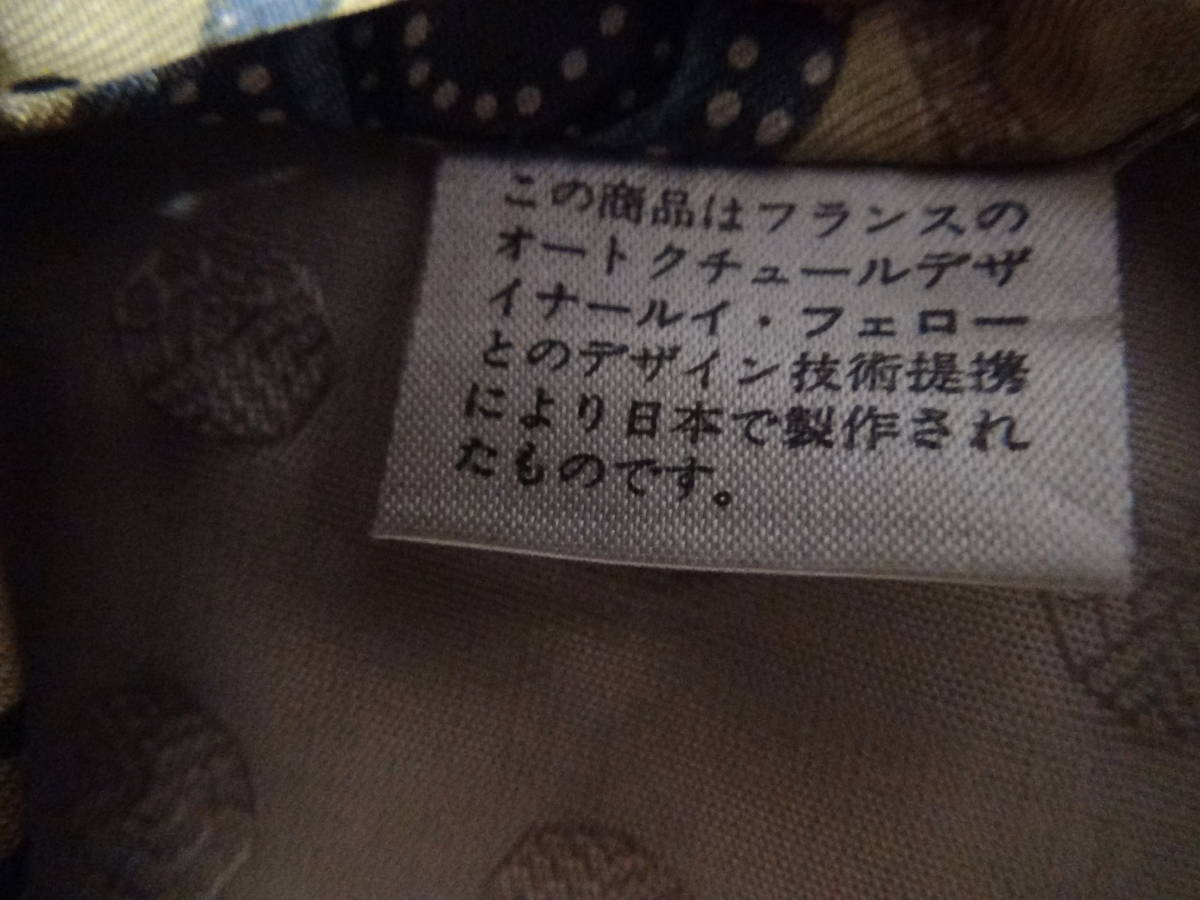 この商品はフランスの
オートクチュールデザ
イナールイ・フェロー
とのデザイン技術提携
により日本で製作され
たものです。